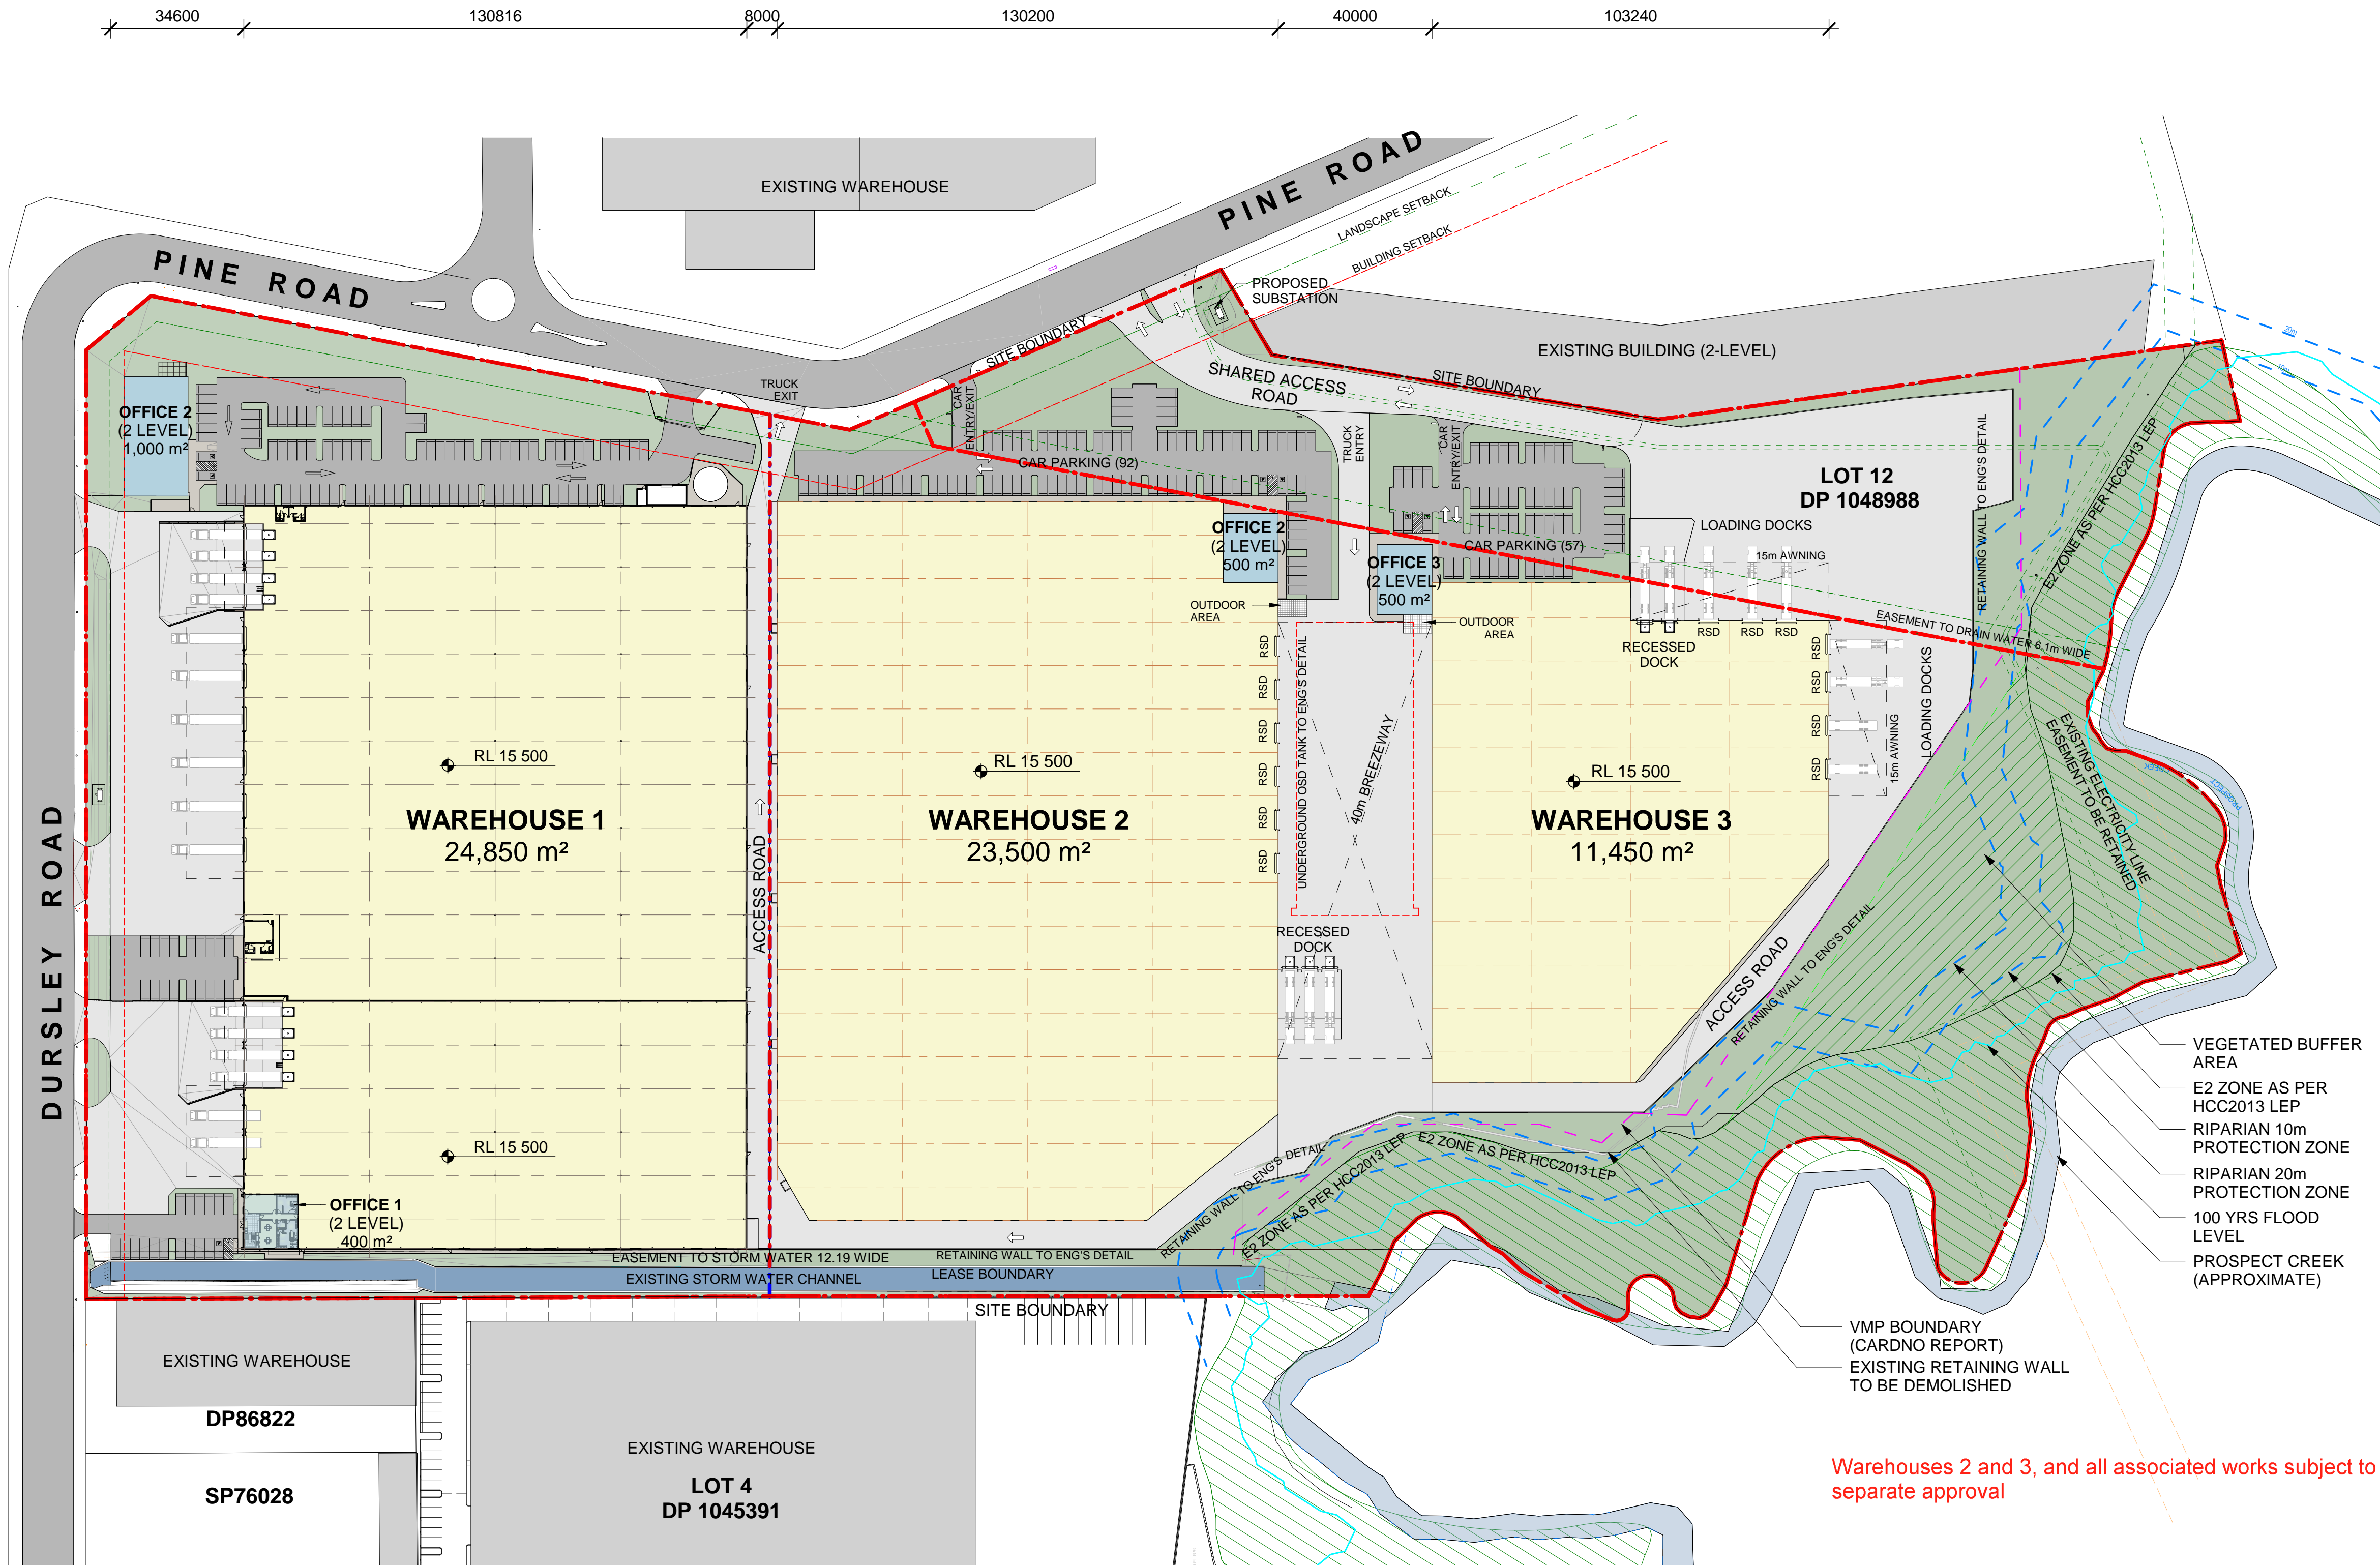 34600
130816
8000
130200
40000
103240
EXISTING WAREHOUSE
PINE ROAD
PINE ROAD
LANDSCAPE SETBACK
BUILDING SETBACK
PROPOSED
SUBSTATION
SITE BOUNDARY
EXISTING BUILDING (2-LEVEL)
SHARED ACCESS
ROAD
SITE BOUNDARY
20m
10m
TRUCK
EXIT
CAR
ENTRY/EXIT
OFFICE 2
(2 LEVEL)
1,000 m²
CAR PARKING (92)
TRUCK
ENTRY
CAR
ENTRY/EXIT
LOT 12
DP 1048988
RETAINING WALL TO ENG'S DETAIL
E2 ZONE AS PER HCC2013 LEP
OFFICE 2
(2 LEVEL)
500 m²
OFFICE 3
(2 LEVEL)
500 m²
CAR PARKING (57)
LOADING DOCKS
15m AWNING
OUTDOOR
AREA
OUTDOOR
AREA
RECESSED
DOCK
RSD
RSD
RSD
EASEMENT TO DRAIN WATER 6.1m WIDE
RSD
RSD
RSD
RSD
RSD
RSD
RSD
RSD
RSD
RSD
UNDERGROUND OSD TANK TO ENG'S DETAIL
40m BREEZEWAY
LOADING DOCKS
15m AWNING
EXISTING ELECTRICITY LINE
EASEMENT TO BE RETAINED
PROSPECT
CREEK
RL 15 500
RL 15 500
RL 15 500
WAREHOUSE 1
24,850 m²
WAREHOUSE 2
23,500 m²
WAREHOUSE 3
11,450 m²
DURSLEY ROAD
ACCESS ROAD
RECESSED
DOCK
ACCESS ROAD
RETAINING WALL TO ENG'S DETAIL
RL 15 500
OFFICE 1
(2 LEVEL)
400 m²
RETAINING WALL TO ENG'S DETAIL
E2 ZONE AS PER HCC2013 LEP
E2 ZONE AS PER HCC2013 LEP
EASEMENT TO STORM WATER 12.19 WIDE
RETAINING WALL TO ENG'S DETAIL
EXISTING STORM WATER CHANNEL
LEASE BOUNDARY
SITE BOUNDARY
VEGETATED BUFFER
AREA
E2 ZONE AS PER
HCC2013 LEP
RIPARIAN 10m
PROTECTION ZONE
RIPARIAN 20m
PROTECTION ZONE
100 YRS FLOOD
LEVEL
PROSPECT CREEK
(APPROXIMATE)
VMP BOUNDARY
(CARDNO REPORT)
EXISTING RETAINING WALL
TO BE DEMOLISHED
EXISTING WAREHOUSE
DP86822
SP76028
EXISTING WAREHOUSE
LOT 4
DP 1045391
Warehouses 2 and 3, and all associated works subject to
separate approval